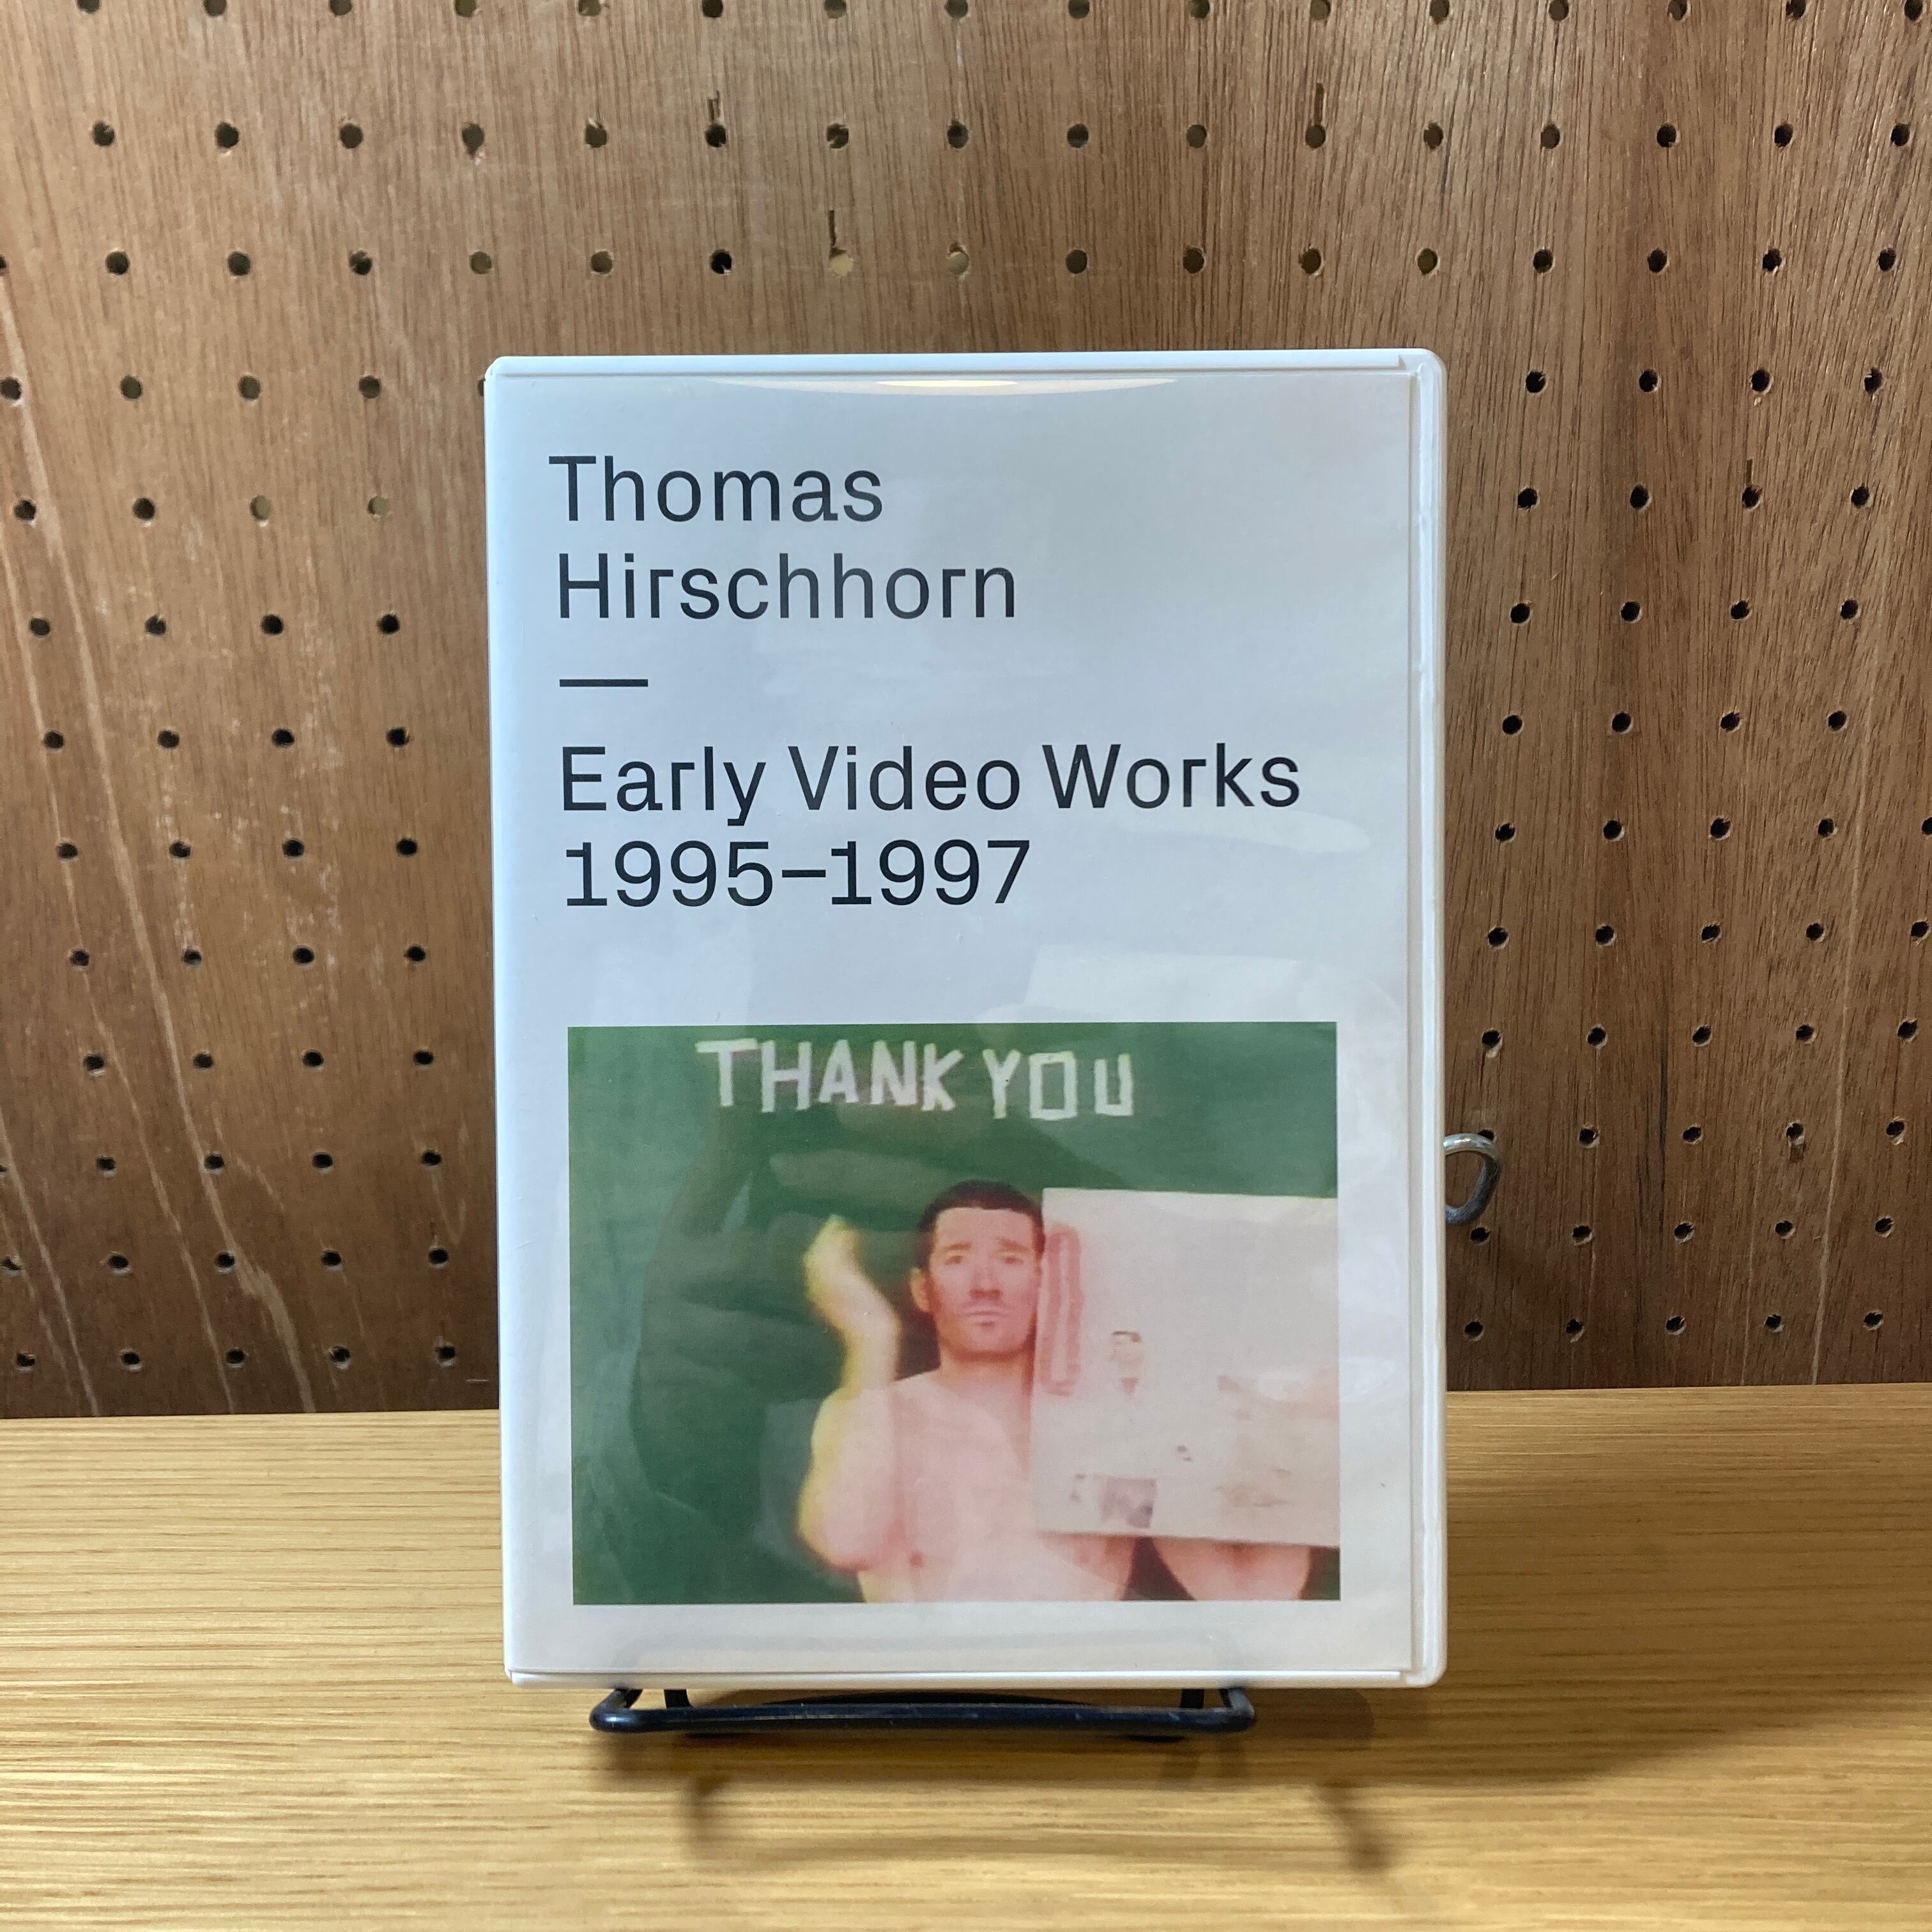 Thomas
Hirschhorn
—
Early Video Works
1995–1997
THANK YOU